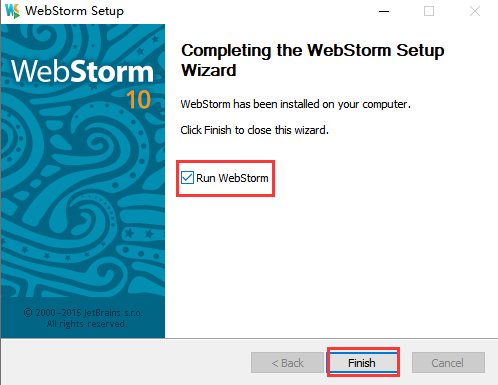 WebStorm Setup
WebStorm
10
Completing the WebStorm Setup
Wizard
WebStorm has been installed on your computer.
Click Finish to close this wizard.
Run WebStorm
© 2000-2015 JetBrains s.r.o.
All rights reserved.
< Back
Finish
Cancel